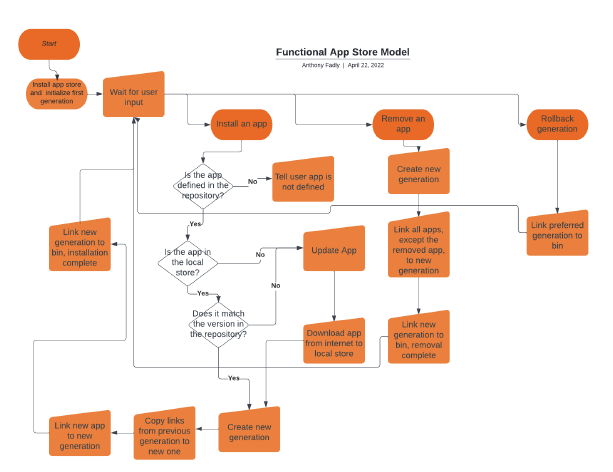 Functional App Store Model
Anthony Fadly | April 22, 2022
Start
Install app store
and initialize first
generation
Wait for user
input
Install an app
Remove an
app
Rollback
generation
Is the app
defined in the
repository?
No
Tell user app is
not defined
Create new
generation
Yes
Link new
generation to
bin, installation
complete
Is the app in
the local
store?
No
Update App
Link all apps,
except the
removed app,
to new
generation
Link preferred
generation to
bin
Yes
No
Does it match
the version in
the repository?
Download app
from internet to
local store
Link new
generation to
bin, removal
complete
Yes
Link new app
to new
generation
Copy links
from previous
generation to
new one
Create new
generation